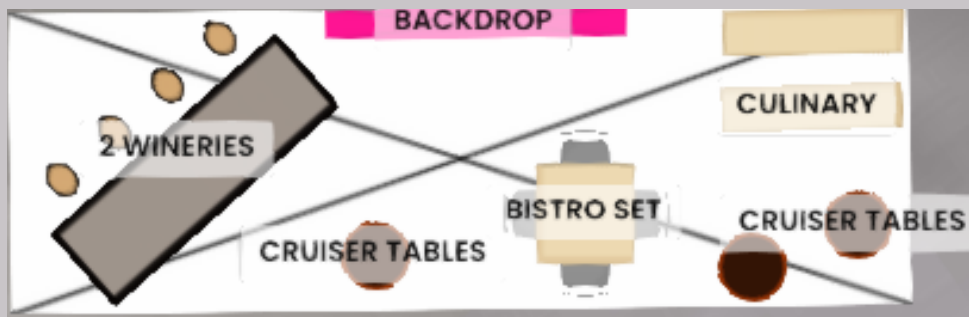 BACKDROP
CULINARY
2 WINERIES
BISTRO SET
CRUISER TABLES
CRUISER TABLES